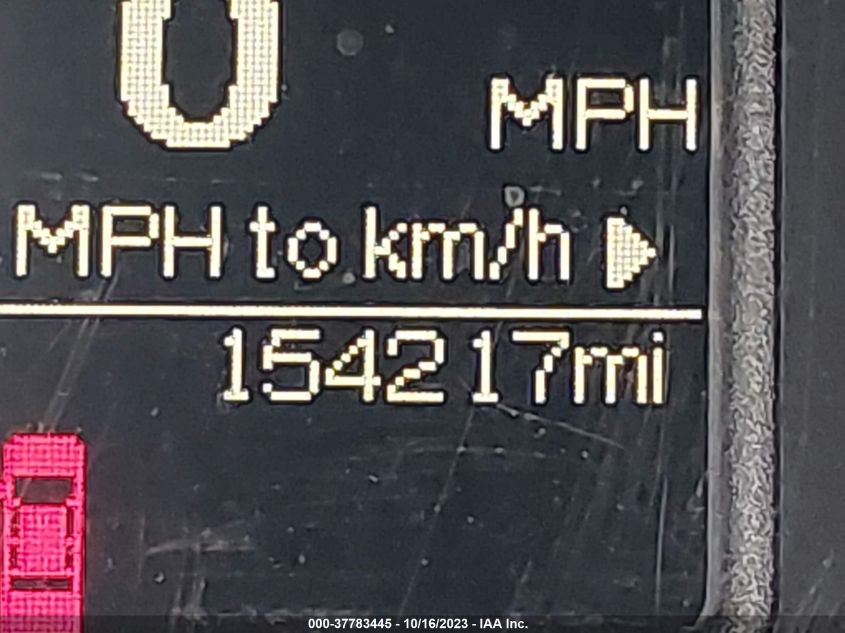 0 MPH
MPH to km/h ▶
154217mi
000-37783445 - 10/16/2023 - IAA Inc.